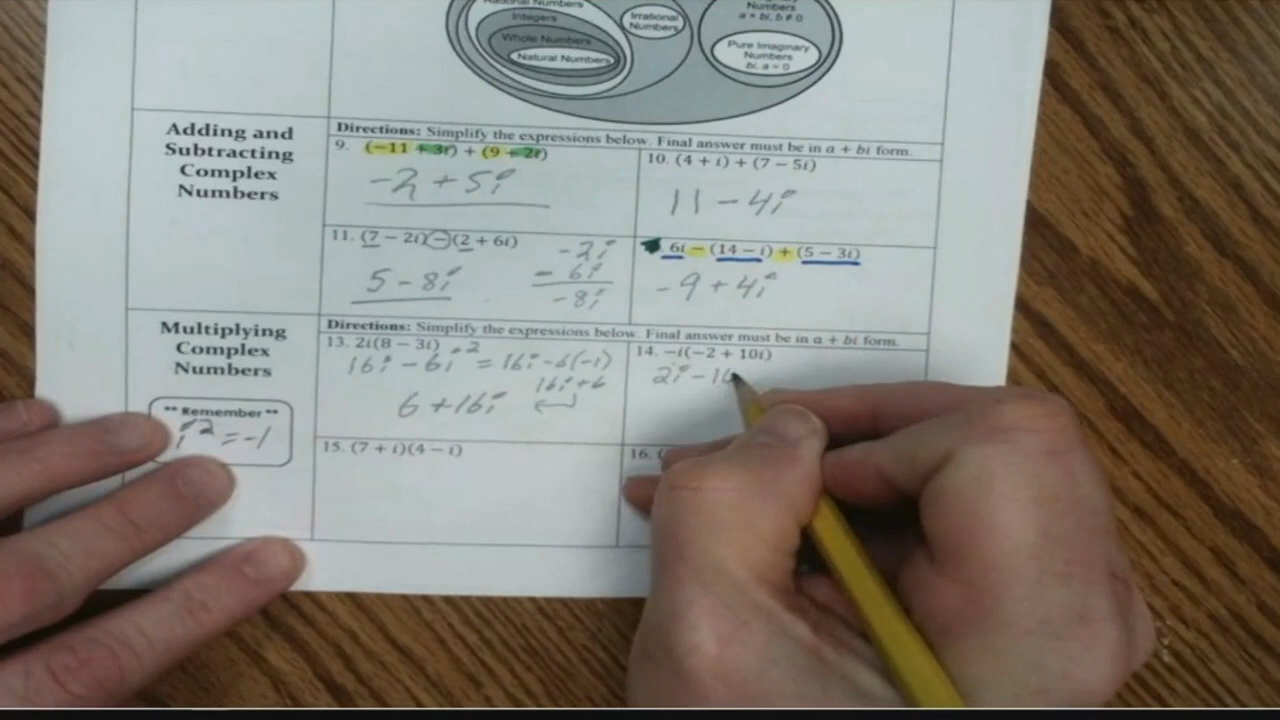 Rational Numbers
Integers
Whole Numbers
Natural Numbers
Irrational
Numbers
Numbers
a + bi, b ≠ 0
Pure Imaginary
Numbers
bi, a = 0
Adding and
Subtracting
Complex
Numbers
Directions: Simplify the expressions below. Final answer must be in a + bi form.
9. (−11 + 3i) + (9 + 2i)
-2 + 5i
10. (4 + i) + (7 − 5i)
11 - 4i
11. (7 − 2i) − (2 + 6i)
-2i
- 6i
-8i
5 - 8i
6i − (14 − i) + (5 − 3i)
-9 + 4i
Multiplying
Complex
Numbers
** Remember **
i² = -1
Directions: Simplify the expressions below. Final answer must be in a + bi form.
13. 2i(8 − 3i)
16i - 6i² = 16i - 6(-1)
16i + 6
6 + 16i
14. −i(−2 + 10i)
2i - 10
15. (7 + i)(4 − i)
16. (